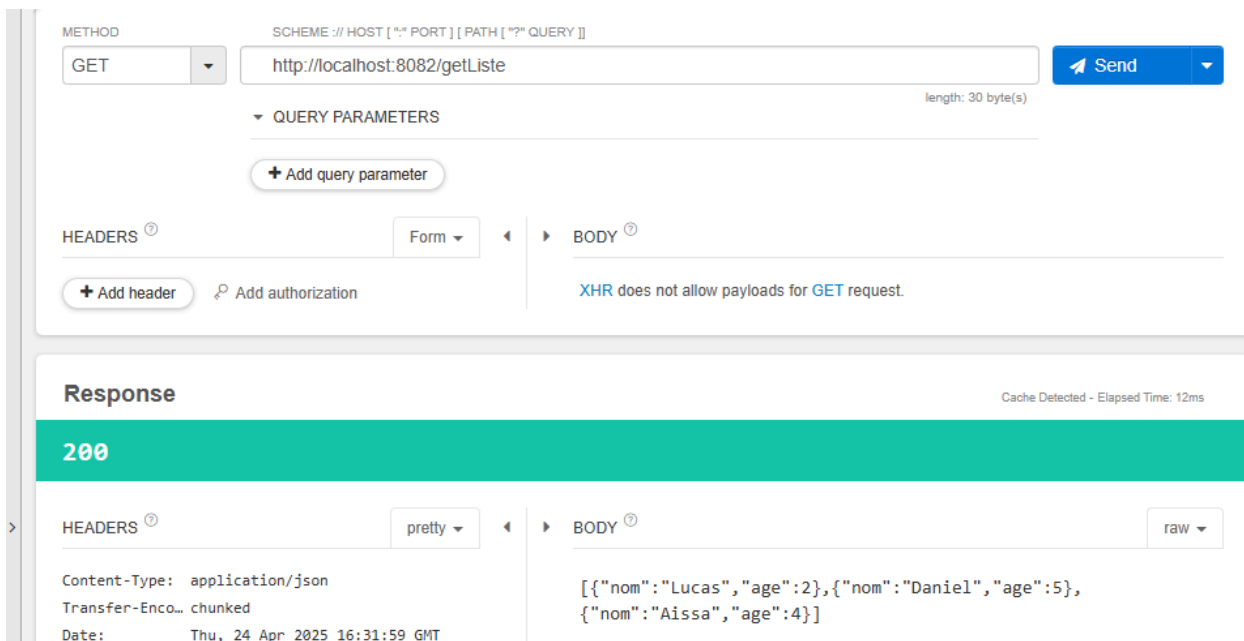 METHOD
SCHEME :// HOST [ ":" PORT ] [ PATH [ "?" QUERY ]]
GET
http://localhost:8082/getListe
Send
length: 30 byte(s)
QUERY PARAMETERS
+ Add query parameter
HEADERS ?
Form
BODY ?
+ Add header
Add authorization
XHR does not allow payloads for GET request.
Response
Cache Detected - Elapsed Time: 12ms
200
HEADERS ?
pretty
BODY ?
raw
Content-Type: application/json
Transfer-Enco… chunked
Date: Thu, 24 Apr 2025 16:31:59 GMT
[{"nom":"Lucas","age":2},{"nom":"Daniel","age":5},
{"nom":"Aissa","age":4}]